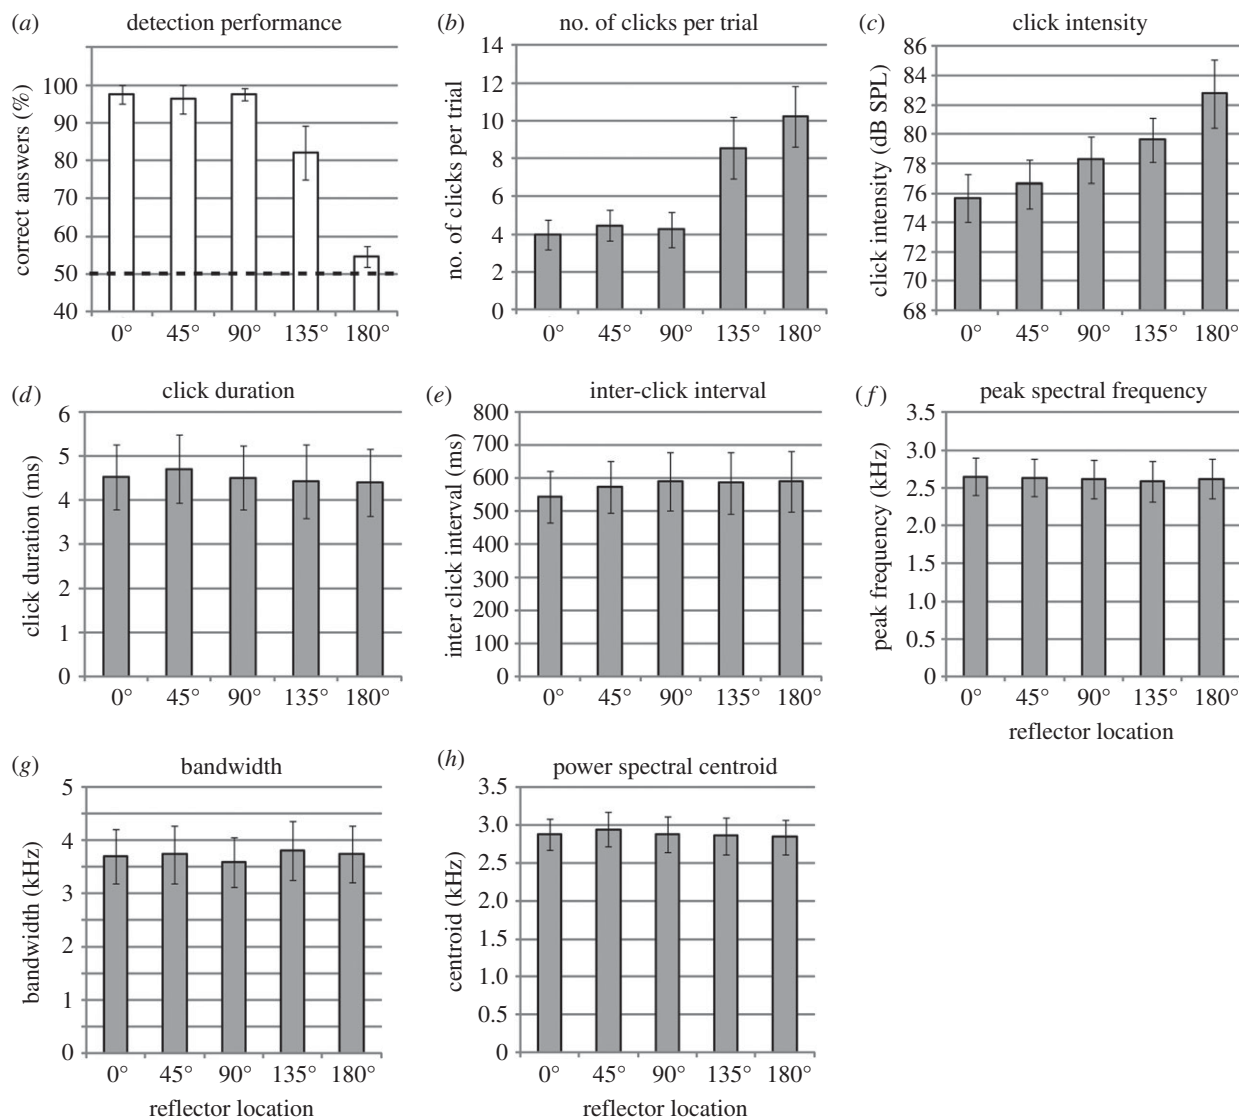 (a) detection performance
correct answers (%)
100
90
80
70
60
50
40
0° 45° 90° 135° 180°
(b) no. of clicks per trial
no. of clicks per trial
14
12
10
8
6
4
2
0
0° 45° 90° 135° 180°
(c) click intensity
click intensity (dB SPL)
86
84
82
80
78
76
74
72
70
68
0° 45° 90° 135° 180°
(d) click duration
click duration (ms)
6
5
4
3
2
1
0
0° 45° 90° 135° 180°
(e) inter-click interval
inter click interval (ms)
800
700
600
500
400
300
200
100
0
0° 45° 90° 135° 180°
(f) peak spectral frequency
peak frequency (kHz)
3.5
3.0
2.5
2.0
1.5
1.0
0.5
0
0° 45° 90° 135° 180°
reflector location
(g) bandwidth
bandwidth (kHz)
5
4
3
2
1
0
0° 45° 90° 135° 180°
reflector location
(h) power spectral centroid
centroid (kHz)
3.5
3.0
2.5
2.0
1.5
1.0
0.5
0
0° 45° 90° 135° 180°
reflector location